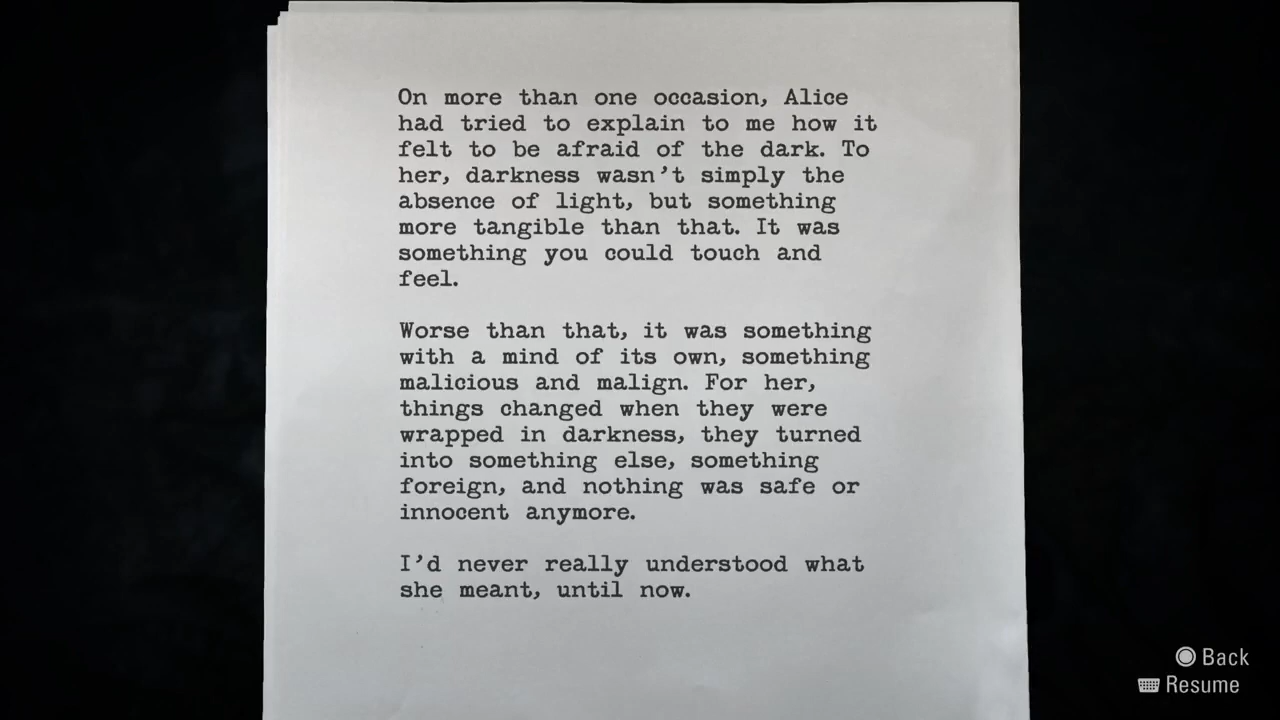 On more than one occasion, Alice
had tried to explain to me how it
felt to be afraid of the dark. To
her, darkness wasn't simply the
absence of light, but something
more tangible than that. It was
something you could touch and
feel.
Worse than that, it was something
with a mind of its own, something
malicious and malign. For her,
things changed when they were
wrapped in darkness, they turned
into something else, something
foreign, and nothing was safe or
innocent anymore.
I'd never really understood what
she meant, until now.
Back
Resume